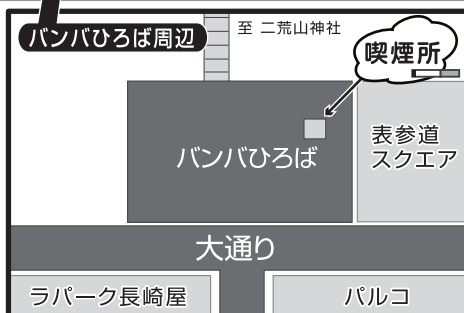 バンバひろば周辺
至 二荒山神社
喫煙所
バンバひろば
表参道
スクエア
大通り
ラパーク長崎屋
パルコ